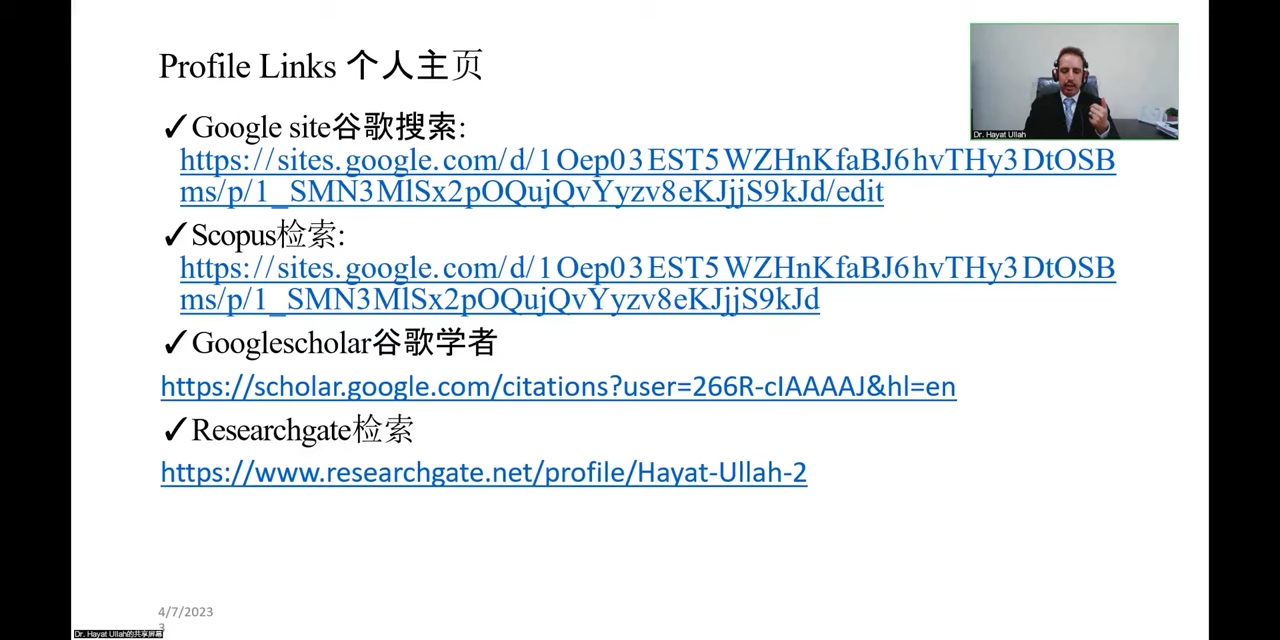 Profile Links 个人主页
Dr. Hayat Ullah
✓Google site谷歌搜索:
https://sites.google.com/d/1Oep03EST5WZHnKfaBJ6hvTHy3DtOSB
ms/p/1_SMN3MlSx2pOQujQvYyzv8eKJjjS9kJd/edit
✓Scopus检索:
https://sites.google.com/d/1Oep03EST5WZHnKfaBJ6hvTHy3DtOSB
ms/p/1_SMN3MlSx2pOQujQvYyzv8eKJjjS9kJd
✓Googlescholar谷歌学者
https://scholar.google.com/citations?user=266R-cIAAAAJ&hl=en
✓Researchgate检索
https://www.researchgate.net/profile/Hayat-Ullah-2
4/7/2023
3
Dr. Hayat Ullah的共享屏幕